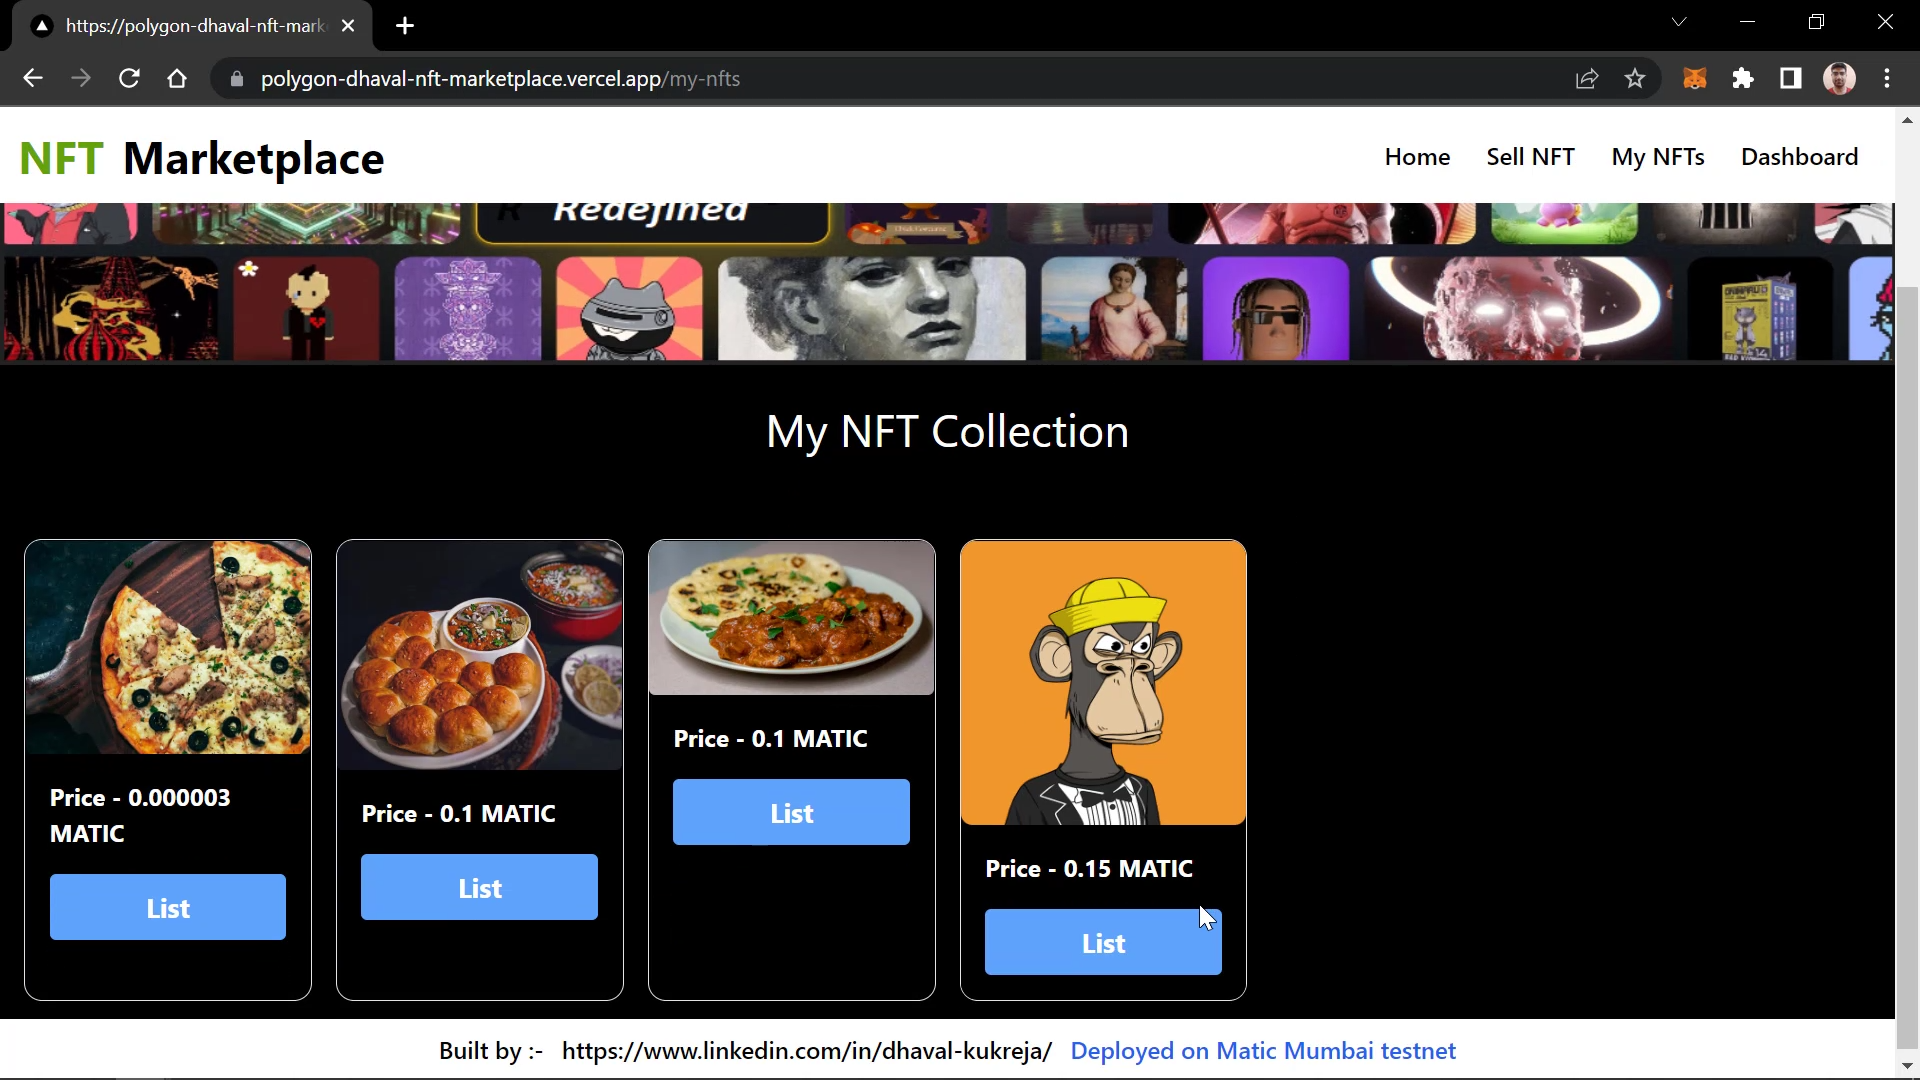 https://polygon-dhaval-nft-mark
polygon-dhaval-nft-marketplace.vercel.app/my-nfts
NFT Marketplace
Home Sell NFT My NFTs Dashboard
Redefined
My NFT Collection
Price - 0.000003
MATIC
List
Price - 0.1 MATIC
List
Price - 0.1 MATIC
List
Price - 0.15 MATIC
List
Built by :- https://www.linkedin.com/in/dhaval-kukreja/ Deployed on Matic Mumbai testnet